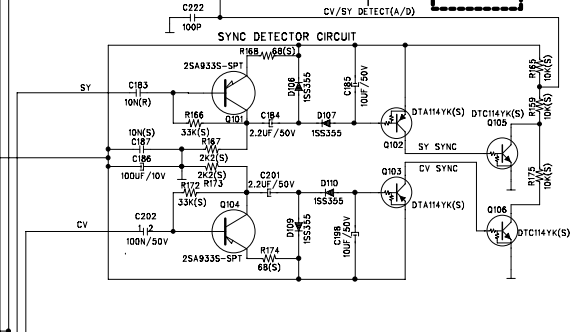 C222
100P
CV/SY DETECT(A/D)
SYNC DETECTOR CIRCUIT
R168
68(S)
2SA933S-SPT
D106
1SS355
C185
10UF/50V
R165
10K(S)
SY
C183
10N(R)
R159
10K(S)
R166
33K(S)
Q101
C184
2.2UF/50V
D107
1SS355
DTA114YK(S)
DTC114YK(S)
Q105
10N(S)
C187
R167
2K2(S)
Q102
SY SYNC
C186
100UF/10V
2K2(S)
R173
C201
2.2UF/50V
Q103
CV SYNC
R172
33K(S)
D110
1SS355
R175
10K(S)
C202
1 2
100N/50V
CV
Q104
D109
1SS355
C198
10UF/50V
DTA114YK(S)
Q106
DTC114YK(S)
2SA933S-SPT
R174
68(S)